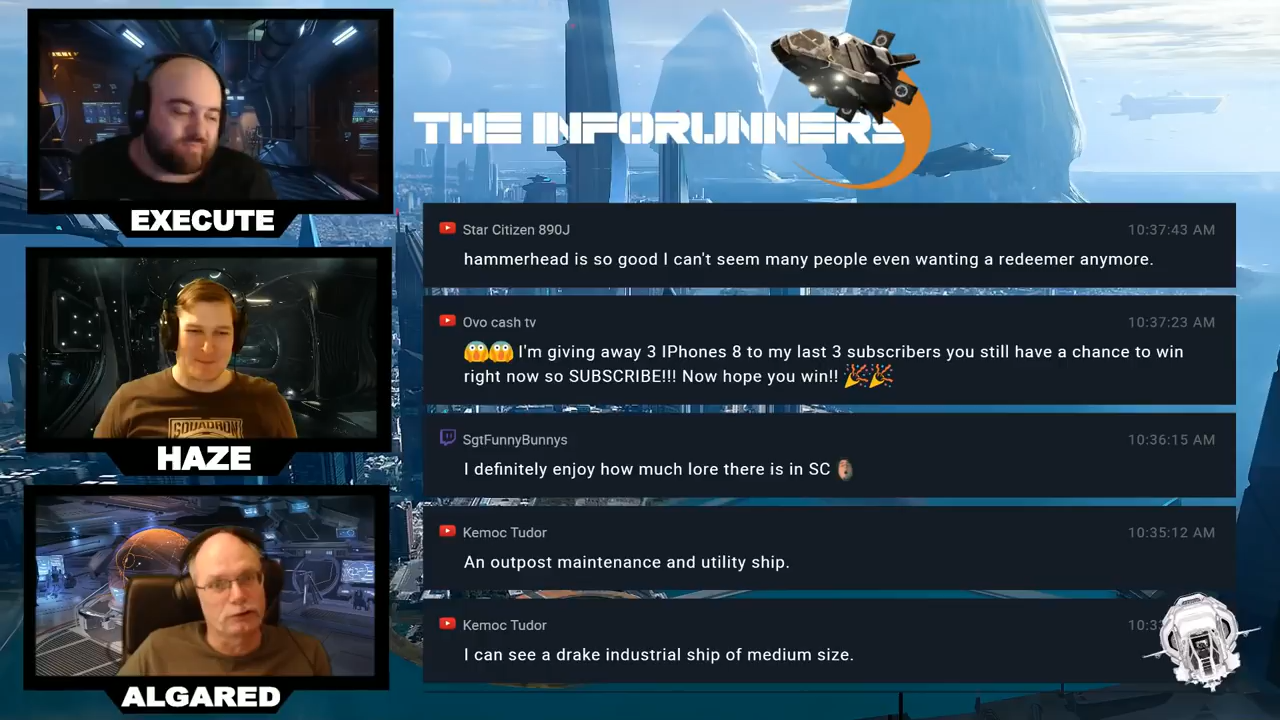 EXECUTE
HAZE
SQUADRON
ALGARED
THE INFORUNNERS
Star Citizen 890J 10:37:43 AM
hammerhead is so good I can't seem many people even wanting a redeemer anymore.
Ovo cash tv 10:37:23 AM
😱😱 I'm giving away 3 IPhones 8 to my last 3 subscribers you still have a chance to win
right now so SUBSCRIBE!!! Now hope you win!! 🎉🎉
SgtFunnyBunnys 10:36:15 AM
I definitely enjoy how much lore there is in SC
Kemoc Tudor 10:35:12 AM
An outpost maintenance and utility ship.
Kemoc Tudor
I can see a drake industrial ship of medium size.